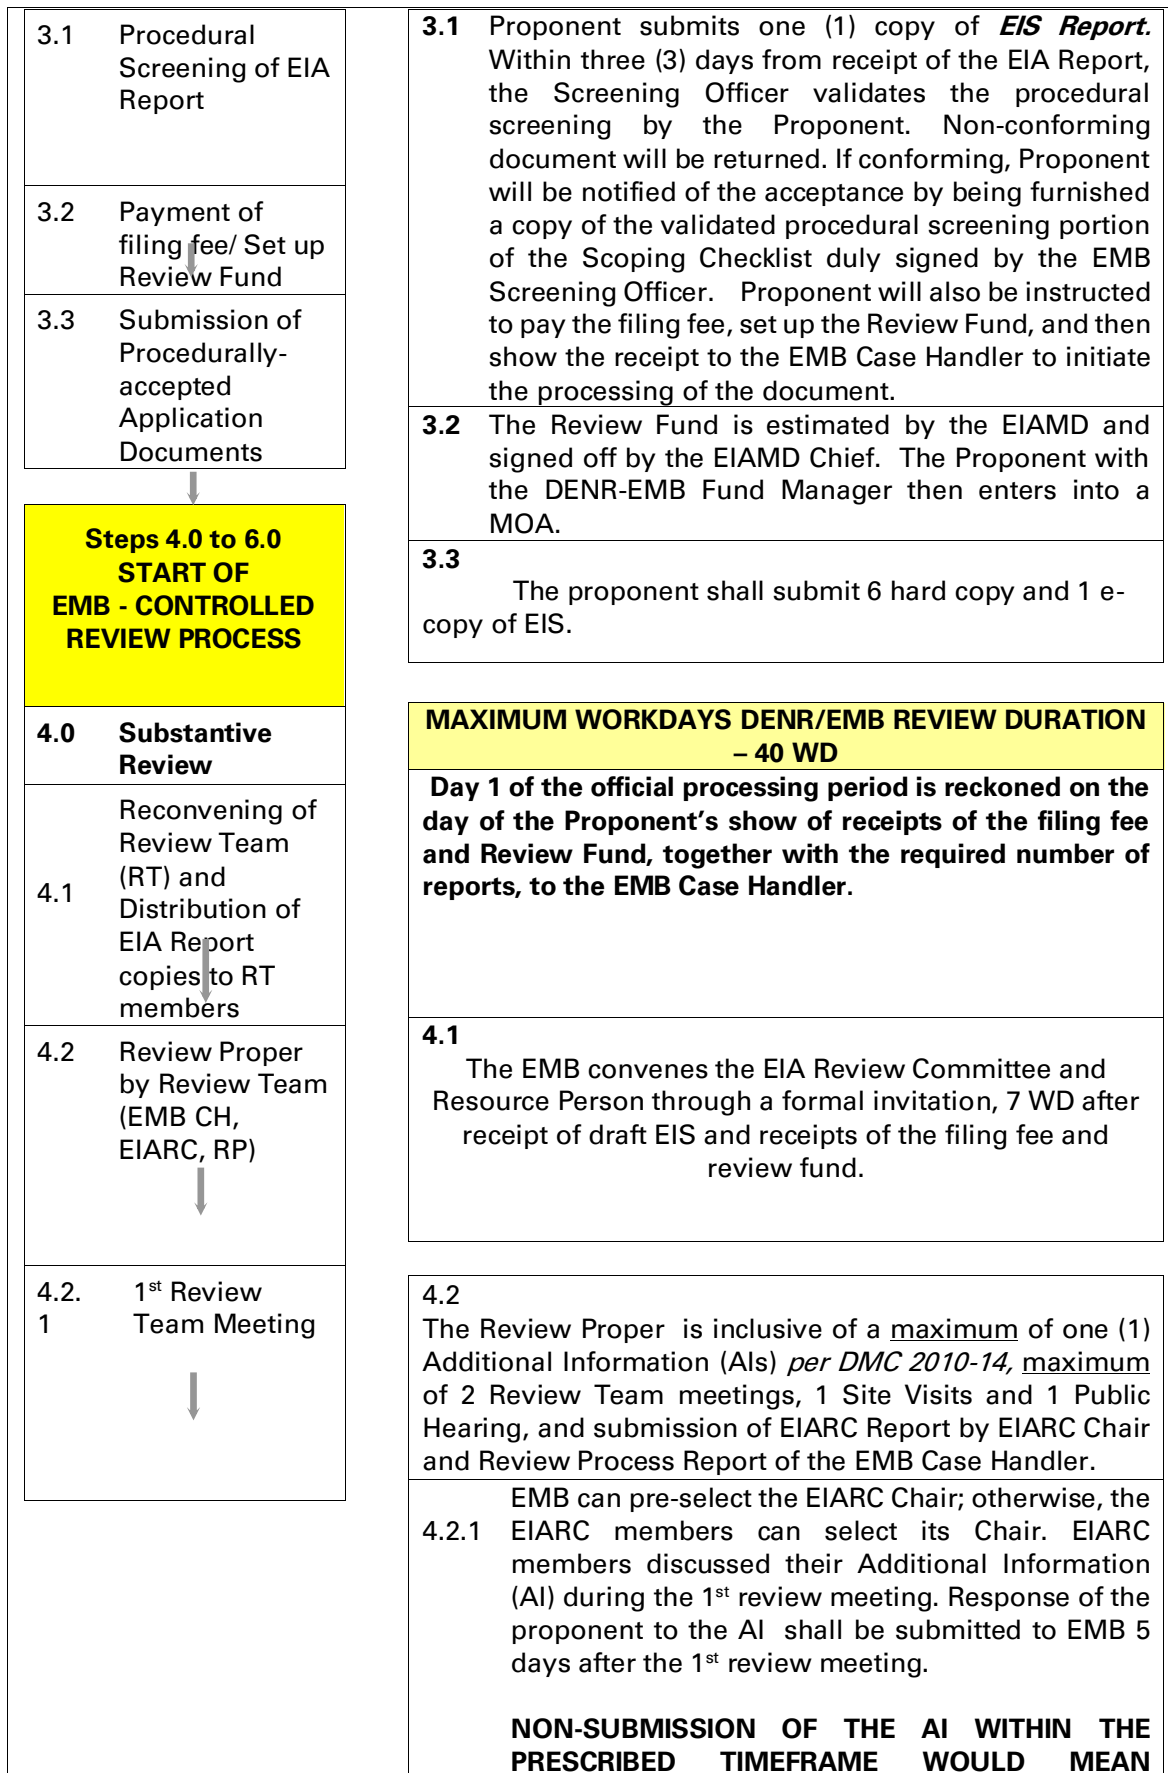 3.1 Procedural
Screening of EIA
Report
3.2 Payment of
filing fee/ Set up
Review Fund
3.3 Submission of
Procedurally-
accepted
Application
Documents
Steps 4.0 to 6.0
START OF
EMB - CONTROLLED
REVIEW PROCESS
4.0 Substantive
Review
Reconvening of
Review Team
(RT) and
4.1 Distribution of
EIA Report
copies to RT
members
4.2 Review Proper
by Review Team
(EMB CH,
EIARC, RP)
4.2. 1st Review
1 Team Meeting
3.1 Proponent submits one (1) copy of EIS Report.
Within three (3) days from receipt of the EIA Report,
the Screening Officer validates the procedural
screening by the Proponent. Non-conforming
document will be returned. If conforming, Proponent
will be notified of the acceptance by being furnished
a copy of the validated procedural screening portion
of the Scoping Checklist duly signed by the EMB
Screening Officer. Proponent will also be instructed
to pay the filing fee, set up the Review Fund, and then
show the receipt to the EMB Case Handler to initiate
the processing of the document.
3.2 The Review Fund is estimated by the EIAMD and
signed off by the EIAMD Chief. The Proponent with
the DENR-EMB Fund Manager then enters into a
MOA.
3.3
The proponent shall submit 6 hard copy and 1 e-
copy of EIS.
MAXIMUM WORKDAYS DENR/EMB REVIEW DURATION
– 40 WD
Day 1 of the official processing period is reckoned on the
day of the Proponent’s show of receipts of the filing fee
and Review Fund, together with the required number of
reports, to the EMB Case Handler.
4.1
The EMB convenes the EIA Review Committee and
Resource Person through a formal invitation, 7 WD after
receipt of draft EIS and receipts of the filing fee and
review fund.
4.2
The Review Proper is inclusive of a maximum of one (1)
Additional Information (AIs) per DMC 2010-14, maximum
of 2 Review Team meetings, 1 Site Visits and 1 Public
Hearing, and submission of EIARC Report by EIARC Chair
and Review Process Report of the EMB Case Handler.
EMB can pre-select the EIARC Chair; otherwise, the
4.2.1 EIARC members can select its Chair. EIARC
members discussed their Additional Information
(AI) during the 1st review meeting. Response of the
proponent to the AI shall be submitted to EMB 5
days after the 1st review meeting.
NON-SUBMISSION OF THE AI WITHIN THE
PRESCRIBED TIMEFRAME WOULD MEAN